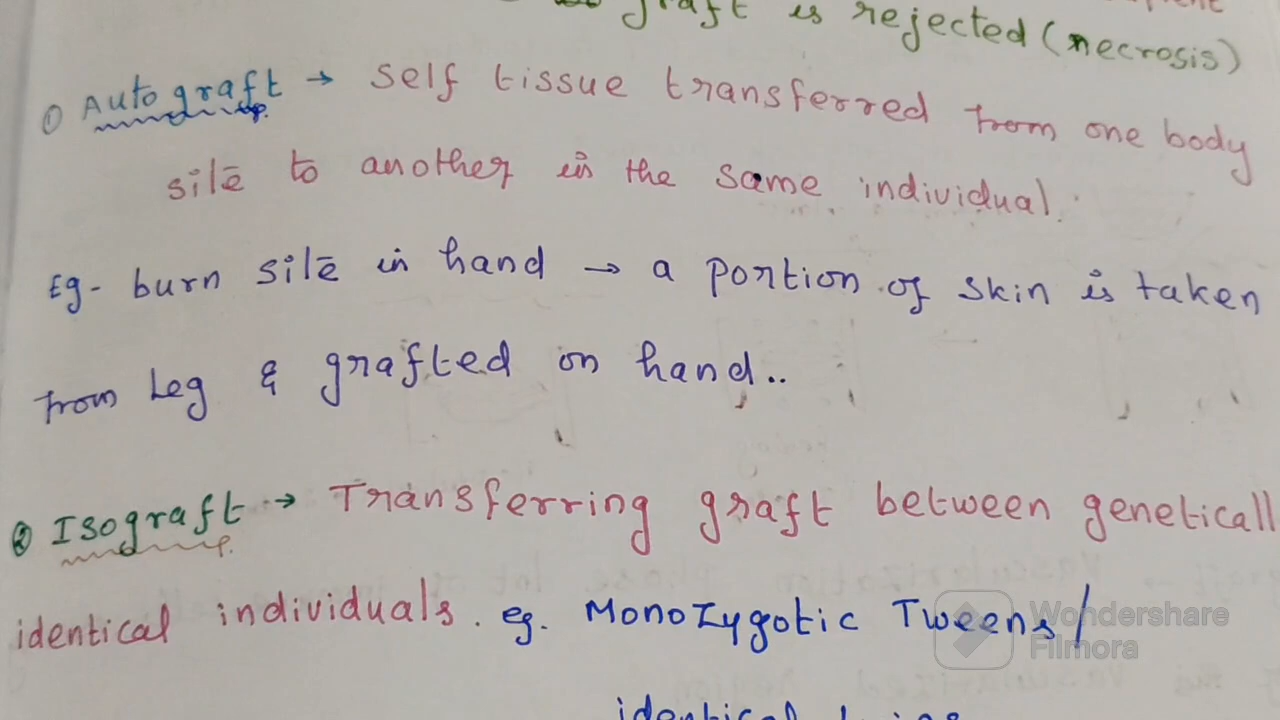 graft is rejected (necrosis)
① Autograft → self tissue transferred from one body
site to another in the same individual.
Eg- burn site in hand → a portion of skin is taken
from Leg & grafted on hand..
② Isograft → Transferring graft between geneticall
identical individuals. eg. MonoZygotic Tweens/
identical
Wondershare
Filmora